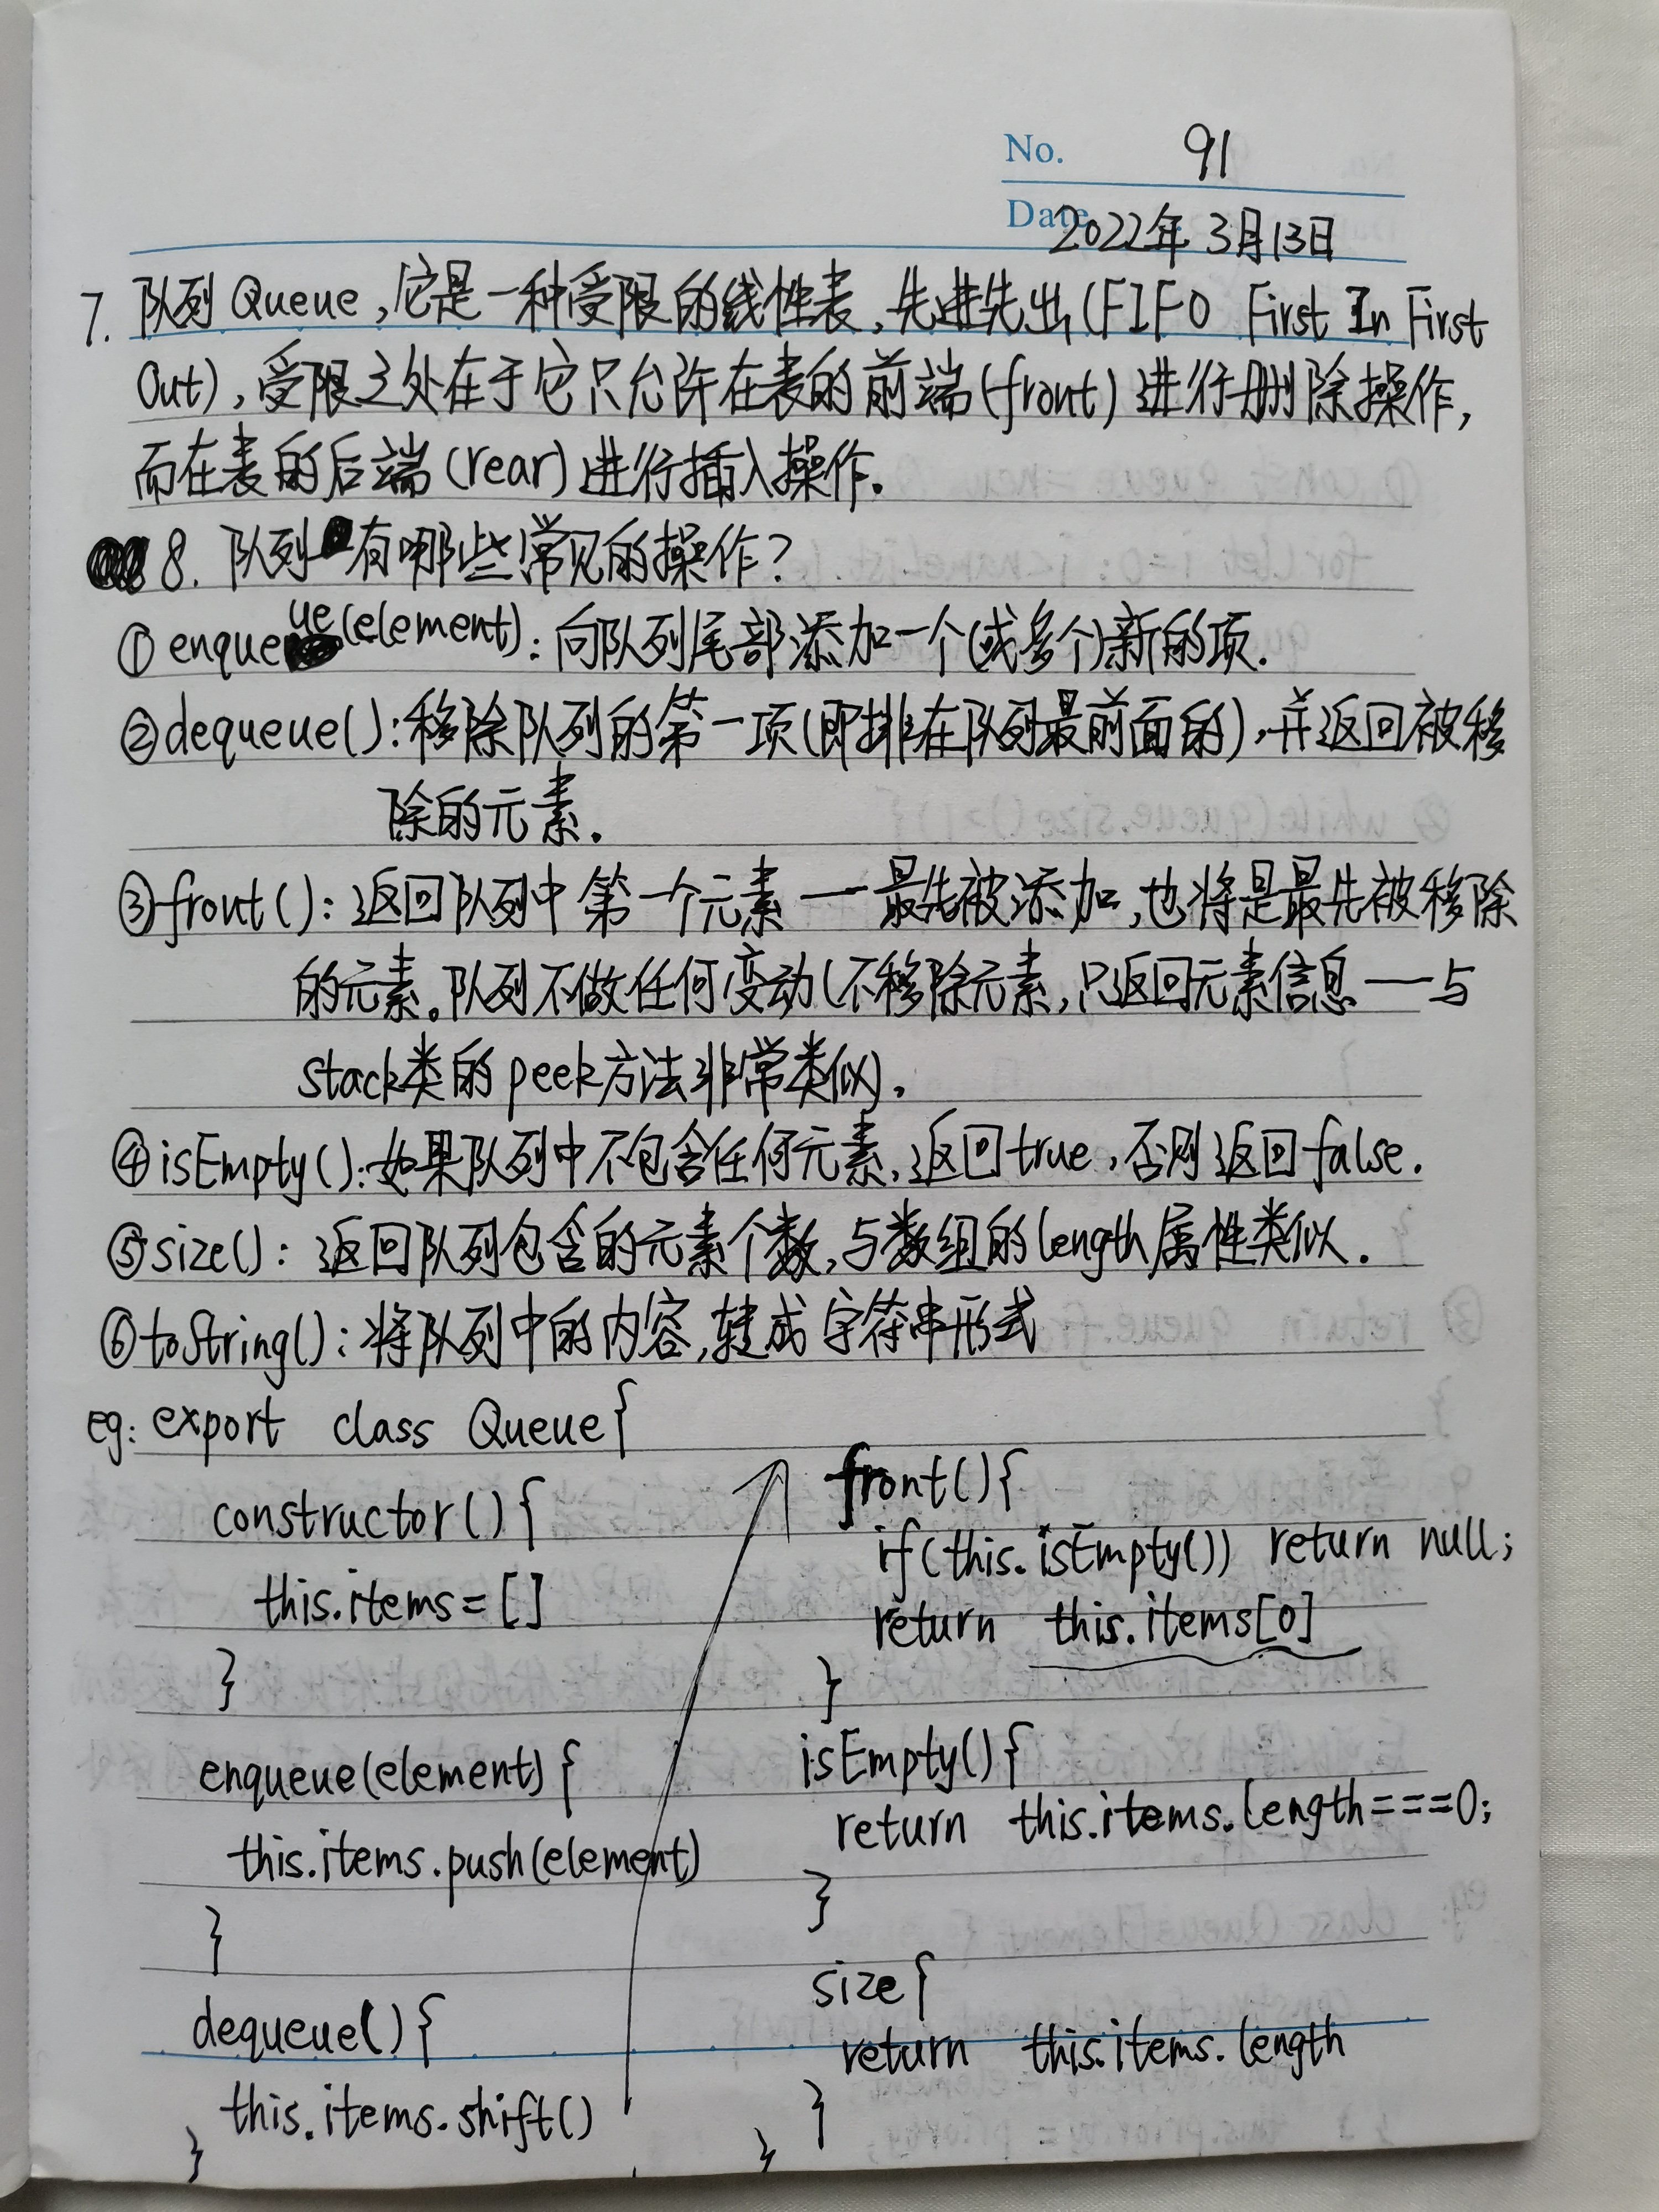 No. 91
Date 2022年3月13日
7. 队列 Queue,它是一种受限的线性表,先进先出(FIFO First In First
Out),受限之处在于它只允许在表的前端(front)进行删除操作,
而在表的后端(rear)进行插入操作.
8. 队列有哪些常见的操作?
①enqueue(element):向队列尾部添加一个(或多个)新的项.
②dequeue():移除队列的第一项(即排在队列最前面的),并返回被移
除的元素.
③front():返回队列中第一个元素——最先被添加,也将是最先被移除
的元素。队列不做任何变动(不移除元素,只返回元素信息——与
stack类的peek方法非常类似).
④isEmpty():如果队列中不包含任何元素,返回true,否则返回false.
⑤size():返回队列包含的元素个数,与数组的length属性类似.
⑥toString():将队列中的内容,转成字符串形式
eg: export class Queue{
constructor(){
this.items=[]
}
enqueue(element){
this.items.push(element)
}
dequeue(){
this.items.shift()
}
front(){
if(this.isEmpty()) return null;
return this.items[0]
}
isEmpty(){
return this.items.length===0;
}
size{
return this.items.length
}
}